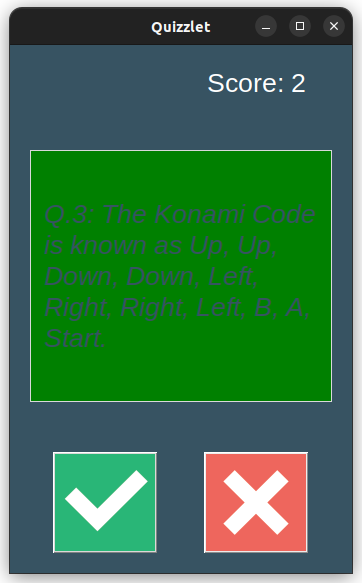 Quizzlet
Score: 2
Q.3: The Konami Code
is known as Up, Up,
Down, Down, Left,
Right, Right, Left, B, A,
Start.